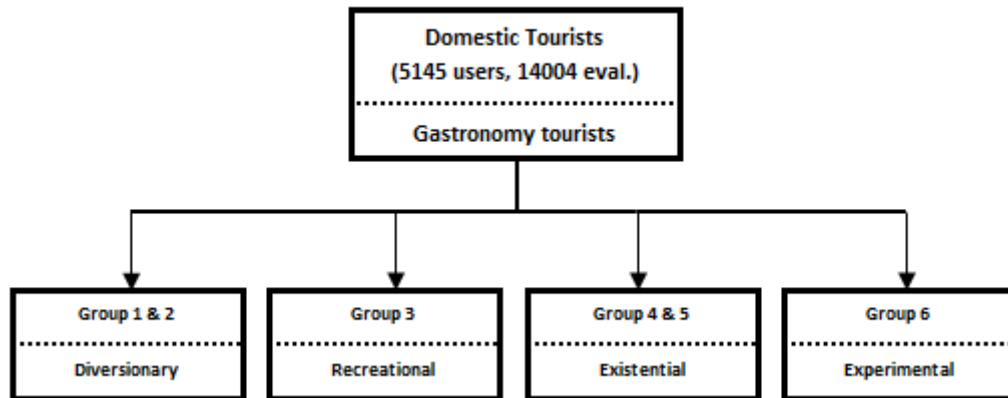 Domestic Tourists
(5145 users, 14004 eval.)
Gastronomy tourists
Group 1 & 2
Diversionary
Group 3
Recreational
Group 4 & 5
Existential
Group 6
Experimental